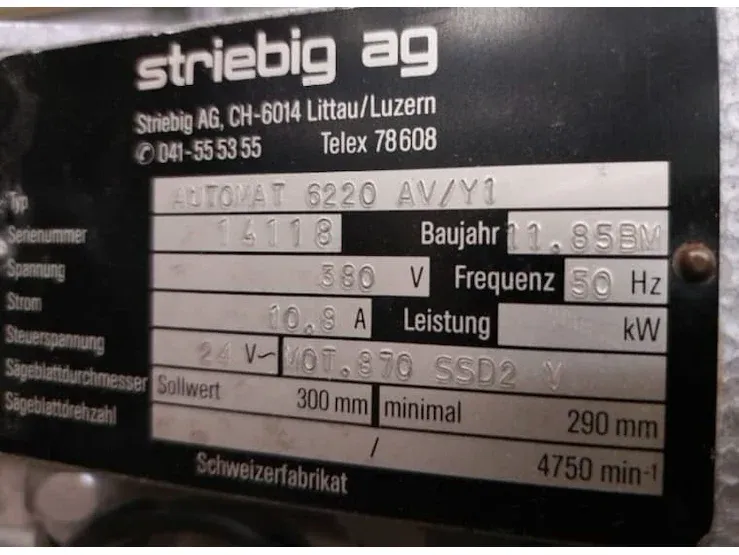 striebig ag
Striebig AG, CH-6014 Littau/Luzern
✆ 041-55 53 55 Telex 78608
Typ AUTOMAT 6220 AV/Y1
Serienummer 14118 Baujahr 11.85BM
Spannung 380 V Frequenz 50 Hz
Strom 10.8 A Leistung kW
Steuerspannung 24 V~ MOT.870 SSD2 Y
Sägeblattdurchmesser Sollwert 300 mm minimal 290 mm
Sägeblattdrehzahl / 4750 min-1
Schweizerfabrikat